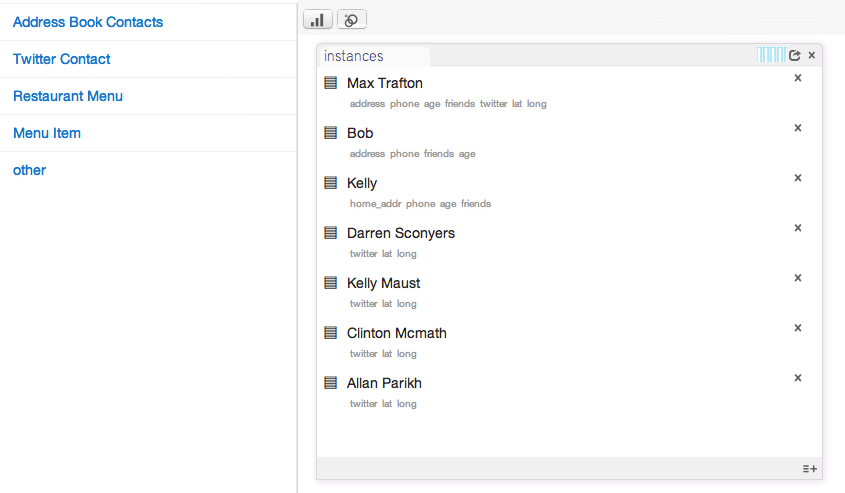 Address Book Contacts
Twitter Contact
Restaurant Menu
Menu Item
other
instances
Max Trafton
address phone age friends twitter lat long
Bob
address phone friends age
Kelly
home_addr phone age friends
Darren Sconyers
twitter lat long
Kelly Maust
twitter lat long
Clinton Mcmath
twitter lat long
Allan Parikh
twitter lat long